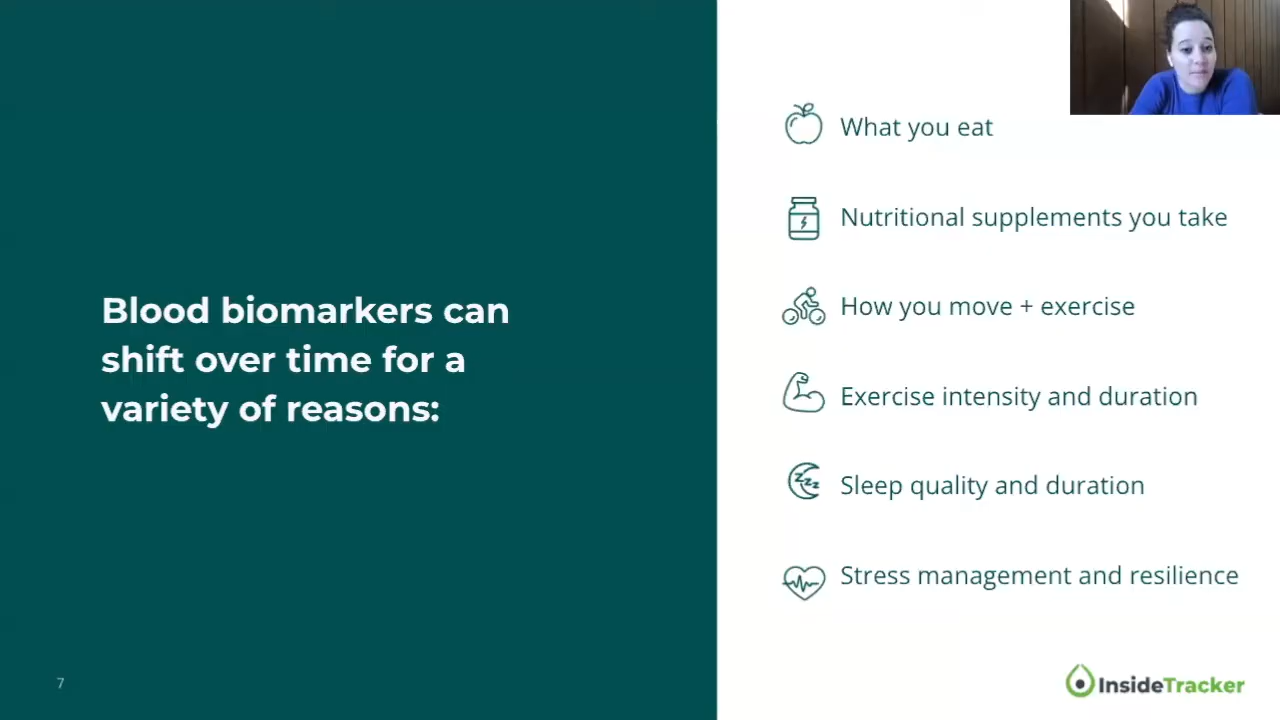 Blood biomarkers can
shift over time for a
variety of reasons:
What you eat
Nutritional supplements you take
How you move + exercise
Exercise intensity and duration
Sleep quality and duration
Stress management and resilience
7
InsideTracker